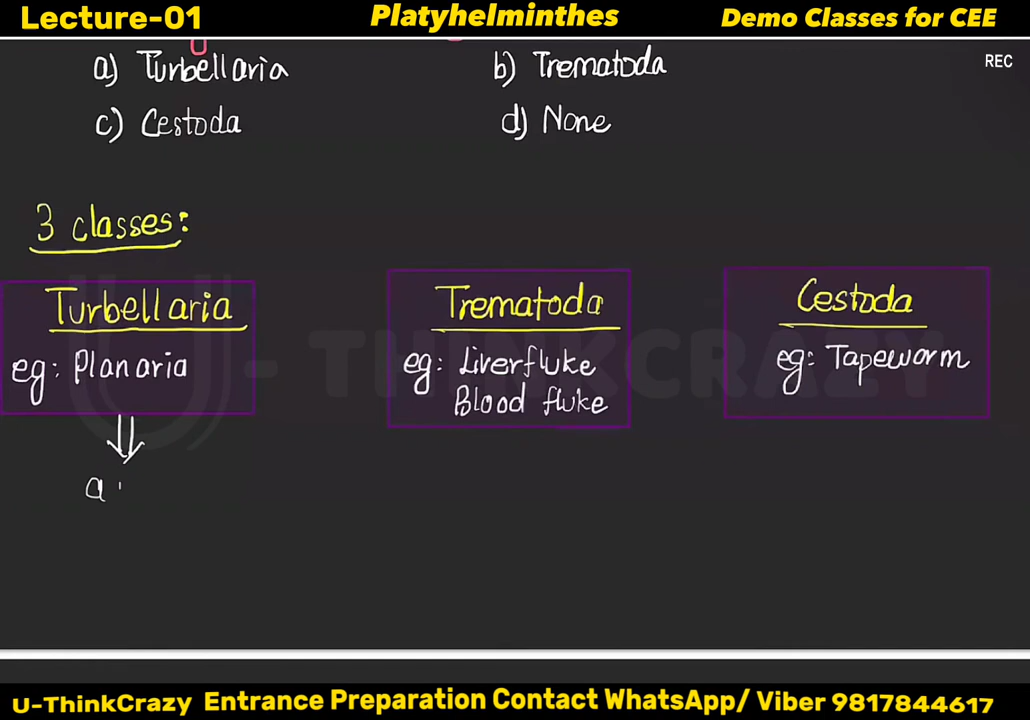 Lecture-01 Platyhelminthes Demo Classes for CEE
REC
a) Turbellaria b) Trematoda
c) Cestoda d) None
3 classes:
Turbellaria Trematoda Cestoda
eg: Planaria eg: Liverfluke eg: Tapeworm
Blood fluke
U - THINKCRAZY
a
U-ThinkCrazy Entrance Preparation Contact WhatsApp/ Viber 9817844617